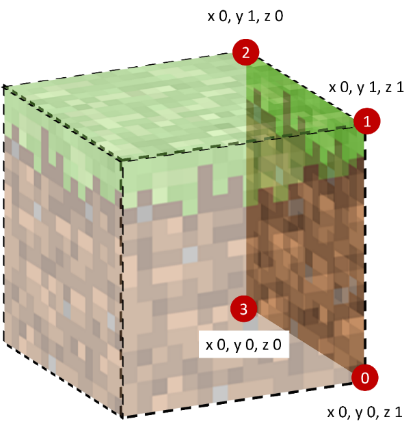 x 0, y 1, z 0
2
x 0, y 1, z 1
1
3
x 0, y 0, z 0
0
x 0, y 0, z 1